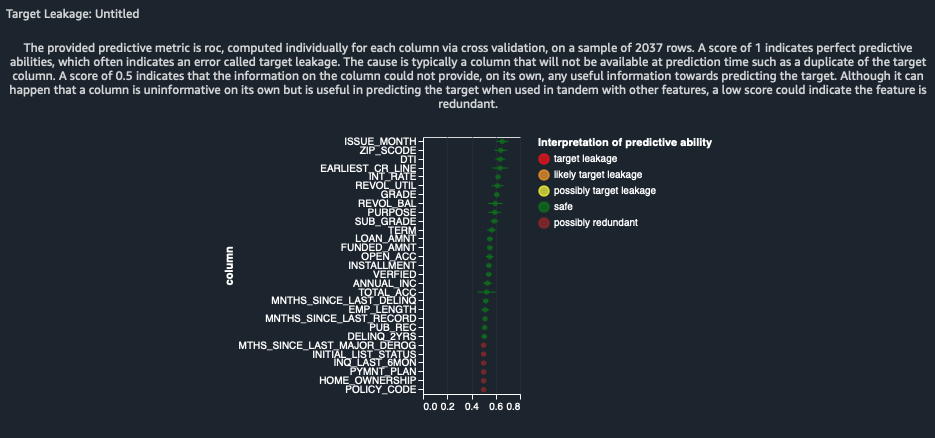 Target Leakage: Untitled
The provided predictive metric is roc, computed individually for each column via cross validation, on a sample of 2037 rows. A score of 1 indicates perfect predictive
abilities, which often indicates an error called target leakage. The cause is typically a column that will not be available at prediction time such as a duplicate of the target
column. A score of 0.5 indicates that the information on the column could not provide, on its own, any useful information towards predicting the target. Although it can
happen that a column is uninformative on its own but is useful in predicting the target when used in tandem with other features, a low score could indicate the feature is
redundant.
column
ISSUE_MONTH
ZIP_SCODE
DTI
EARLIEST_CR_LINE
INT_RATE
REVOL_UTIL
GRADE
REVOL_BAL
PURPOSE
SUB_GRADE
TERM
LOAN_AMNT
FUNDED_AMNT
OPEN_ACC
INSTALLMENT
VERFIED
ANNUAL_INC
TOTAL_ACC
MNTHS_SINCE_LAST_DELINQ
EMP_LENGTH
MNTHS_SINCE_LAST_RECORD
PUB_REC
DELINQ_2YRS
MTHS_SINCE_LAST_MAJOR_DEROG
INITIAL_LIST_STATUS
INQ_LAST_6MON
PYMNT_PLAN
HOME_OWNERSHIP
POLICY_CODE
0.0 0.2 0.4 0.6 0.8
Interpretation of predictive ability
target leakage
likely target leakage
possibly target leakage
safe
possibly redundant